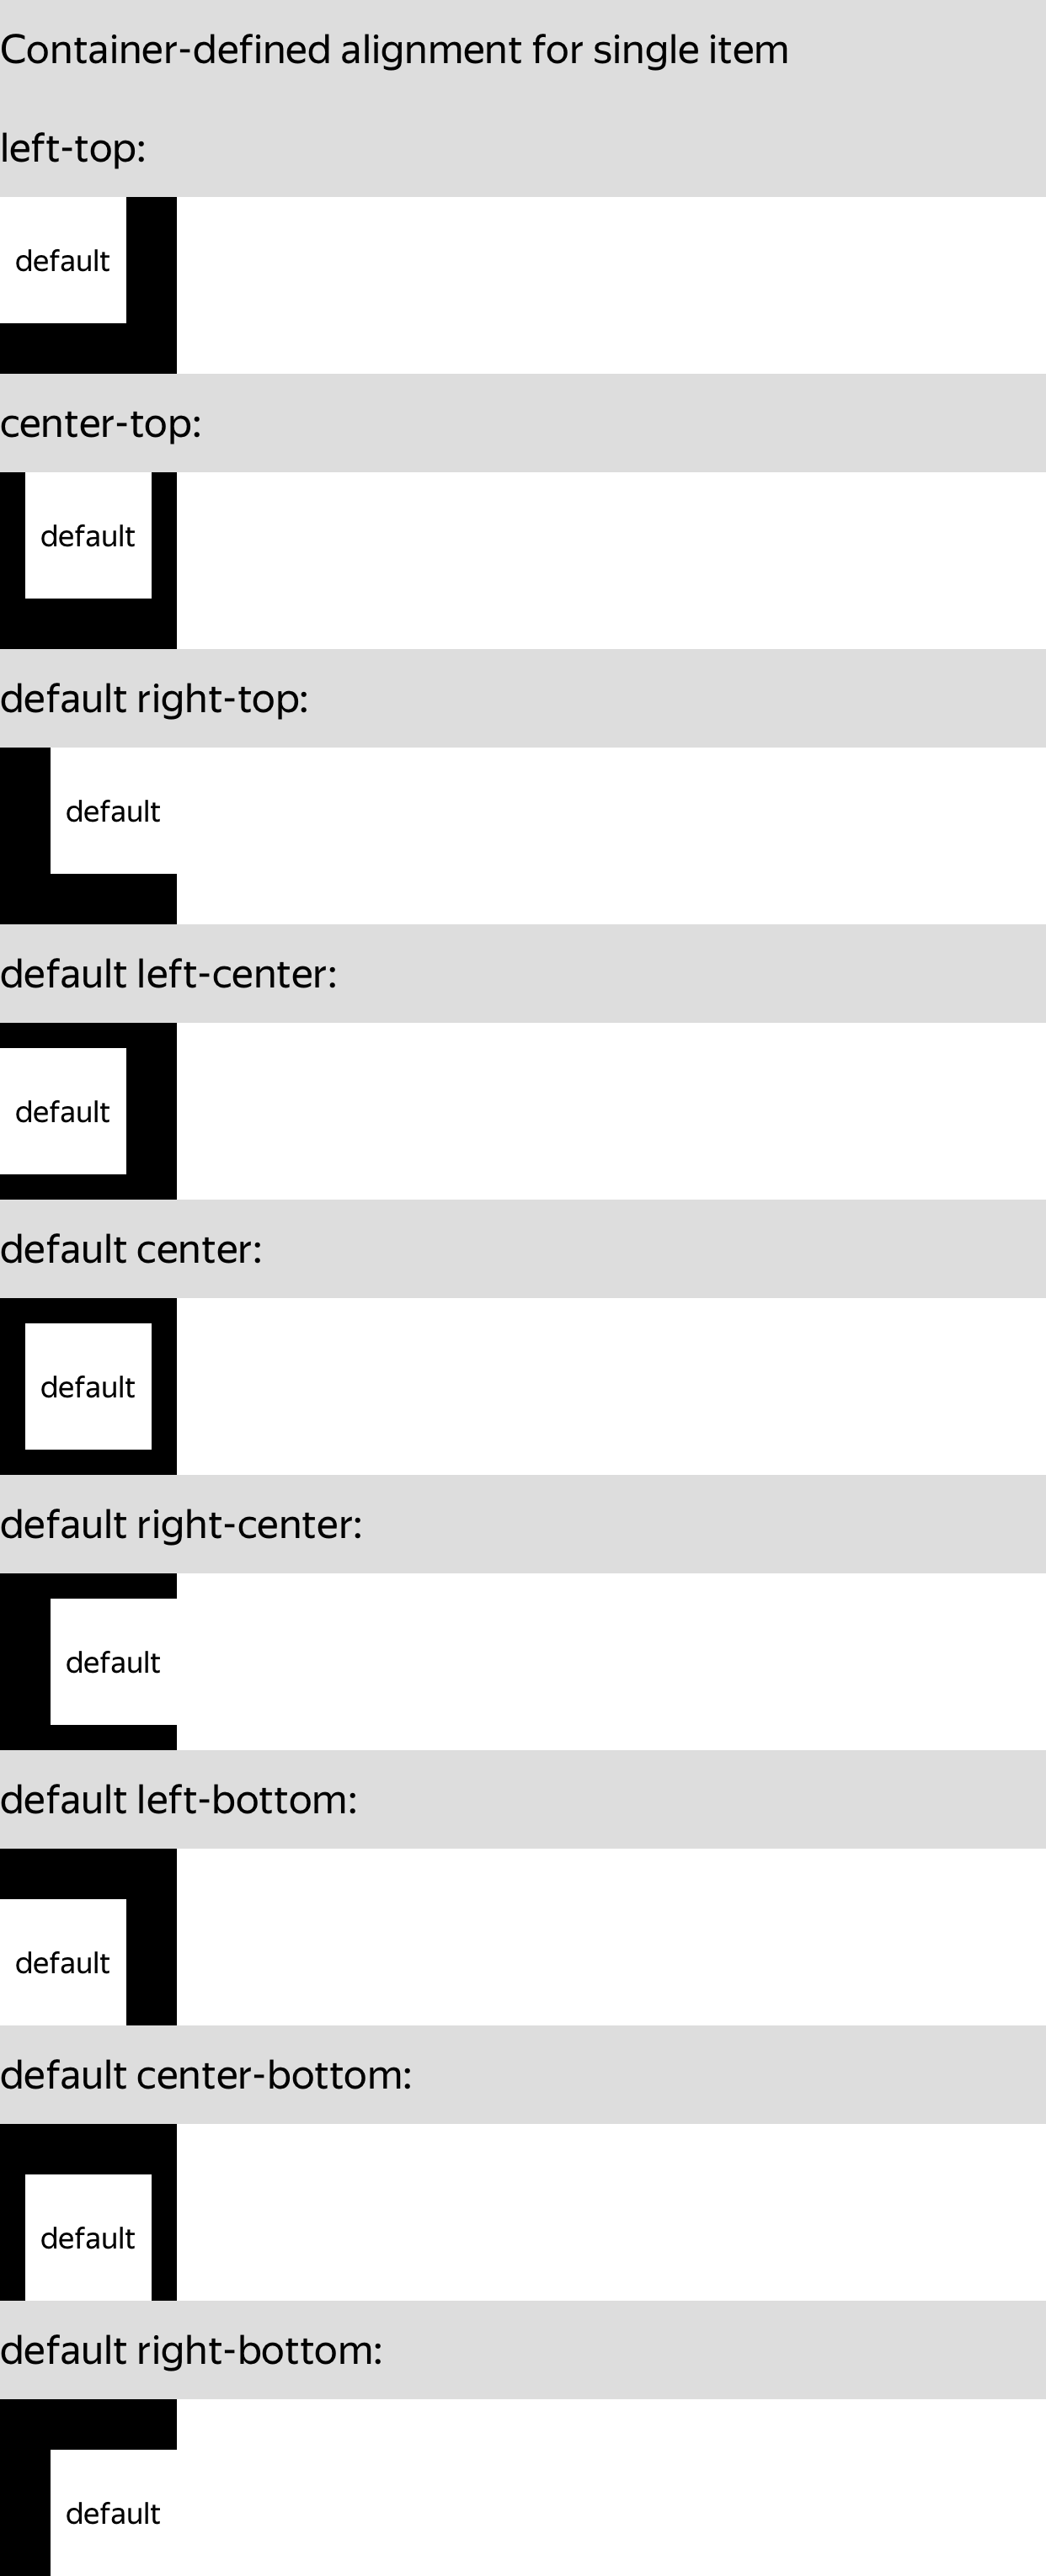 Container-defined alignment for single item
left-top:
default
center-top:
default
default right-top:
default
default left-center:
default
default center:
default
default right-center:
default
default left-bottom:
default
default center-bottom:
default
default right-bottom:
default